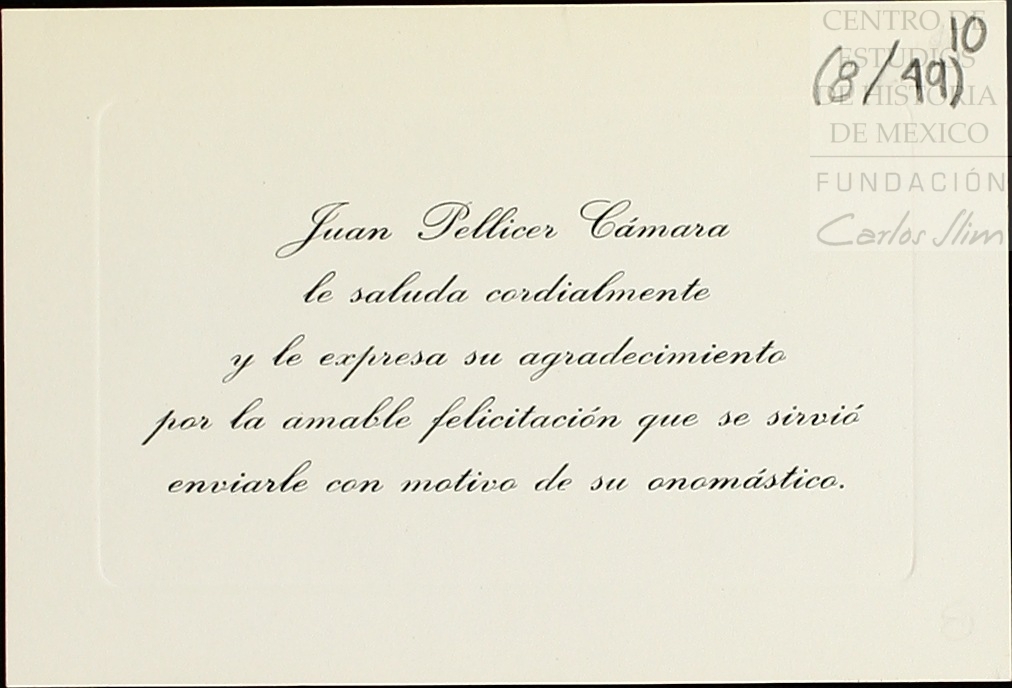 CENTRO DE
ESTUDIOS
DE HISTORIA
DE MEXICO
FUNDACIÓN
Carlos Slim
10
(8/49)
Juan Pellicer Cámara
le saluda cordialmente
y le expresa su agradecimiento
por la amable felicitación que se sirvió
enviarle con motivo de su onomástico.